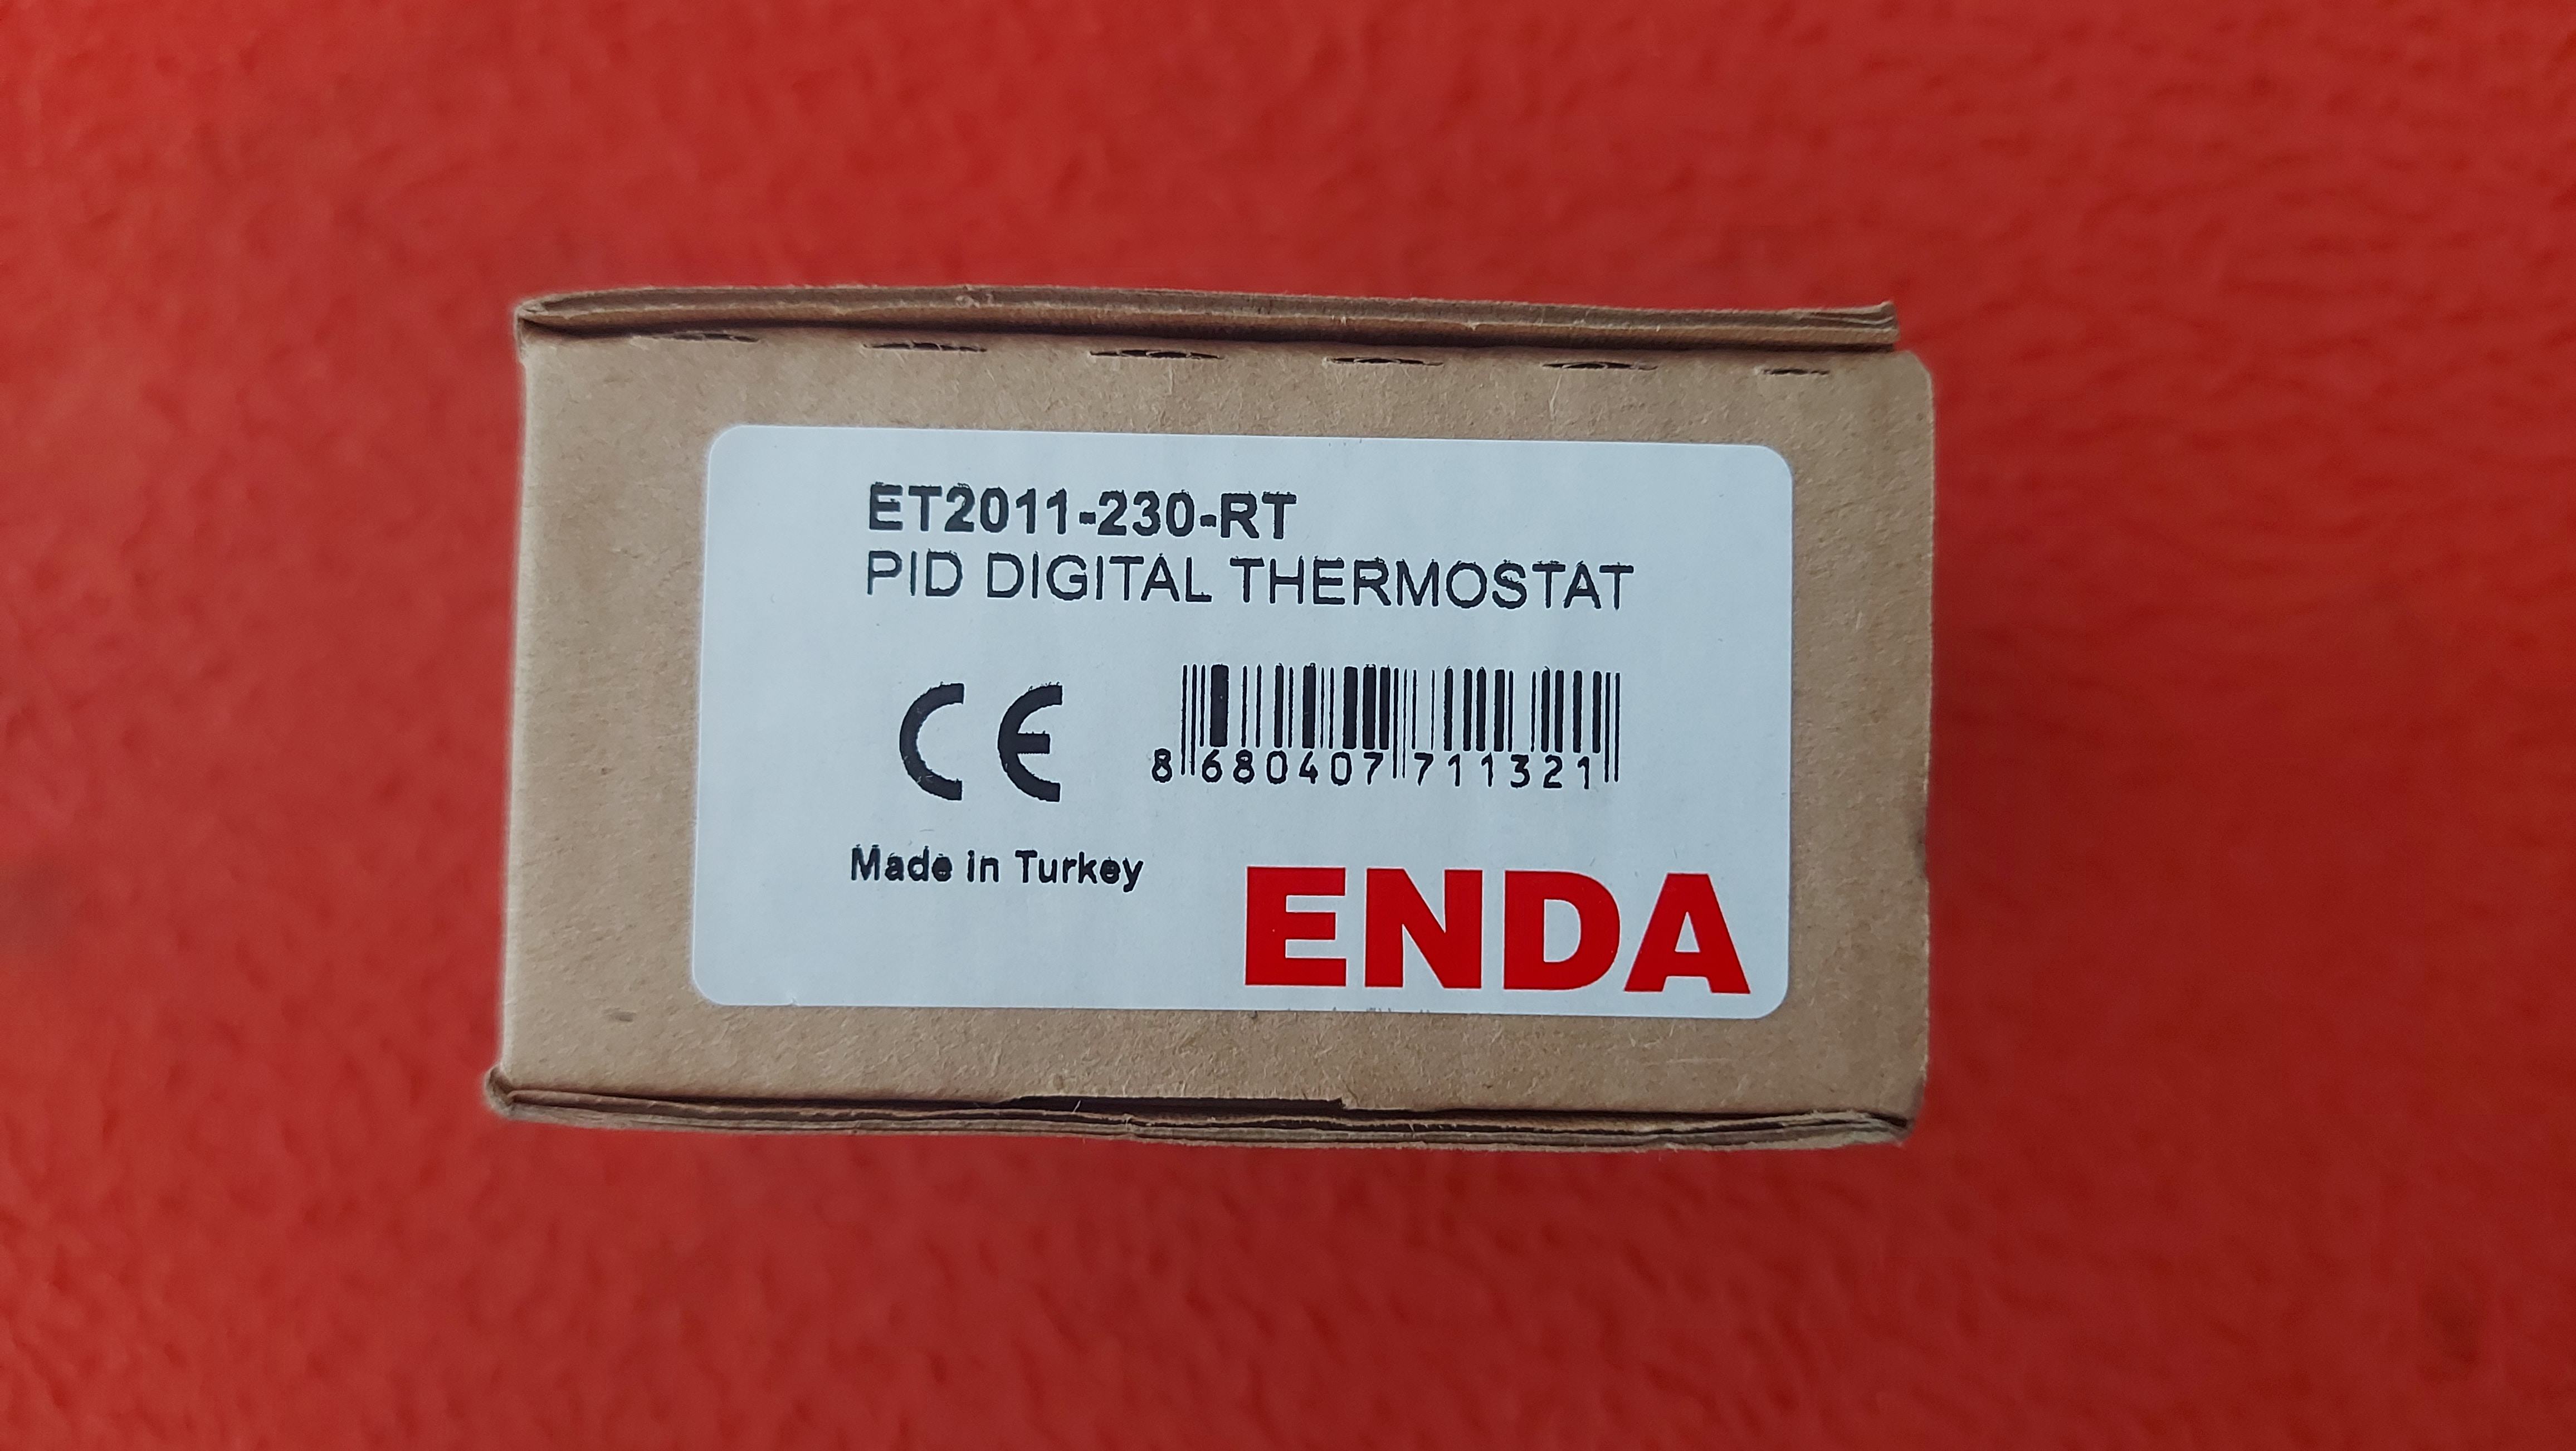 ET2011-230-RT
PID DIGITAL THERMOSTAT
CE
8 680407 711321
Made in Turkey
ENDA